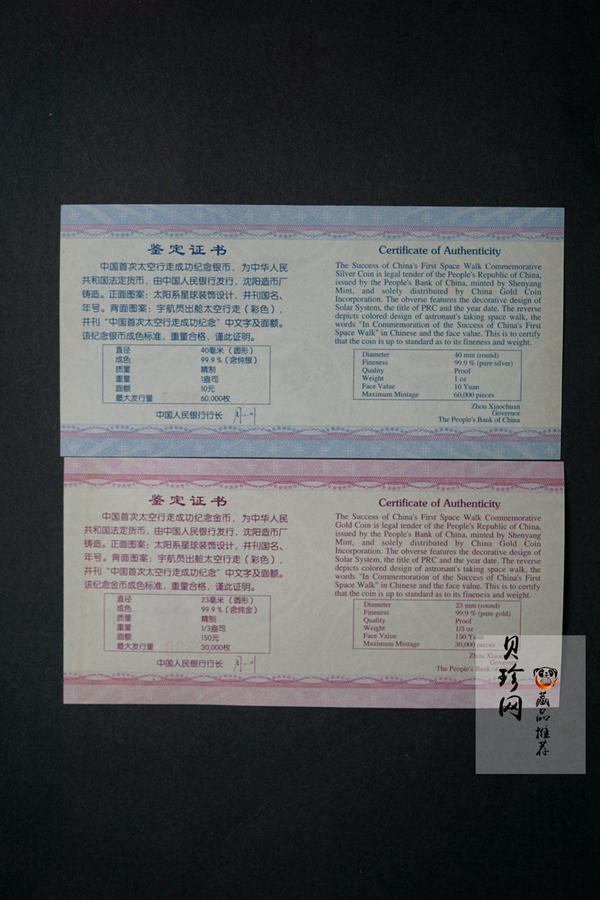 鉴定证书
中国首次太空行走成功纪念银币，为中华人民
共和国法定货币，由中国人民银行发行，沈阳造币厂
铸造。正面图案：太阳系星球装饰设计，并刊国名、
年号。背面图案：宇航员出舱太空行走（彩色），
并刊“中国首次太空行走成功纪念”中文字及面额。
该纪念银币成色标准，重量合格，谨此证明。
直径 40毫米（圆形）
成色 99.9％（含纯银）
质量 精制
重量 1盎司
面额 10元
最大发行量 60,000枚
中国人民银行行长
Certificate of Authenticity
The Success of China's First Space Walk Commemorative
Silver Coin is legal tender of the People's Republic of China,
issued by the People's Bank of China, minted by Shenyang
Mint, and solely distributed by China Gold Coin
Incorporation. The obverse features the decorative design of
Solar System, the title of PRC and the year date. The reverse
depicts colored design of astronaut's taking space walk, the
words "In Commemoration of the Success of China's First
Space Walk" in Chinese and the face value. This is to certify
that the coin is up to standard as to its fineness and weight.
Diameter 40 mm (round)
Fineness 99.9 % (pure silver)
Quality Proof
Weight 1 oz
Face Value 10 Yuan
Maximum Mintage 60,000 pieces
Zhou Xiaochuan
Governor
The People's Bank of China
鉴定证书
中国首次太空行走成功纪念金币，为中华人民
共和国法定货币，由中国人民银行发行，沈阳造币厂
铸造。正面图案：太阳系星球装饰设计，并刊国名、
年号。背面图案：宇航员出舱太空行走（彩色），
并刊“中国首次太空行走成功纪念”中文字及面额。
该纪念金币成色标准，重量合格，谨此证明。
直径 23毫米（圆形）
成色 99.9％（含纯金）
质量 精制
重量 1/3盎司
面额 150元
最大发行量 30,000枚
中国人民银行行长
Certificate of Authenticity
The Success of China's First Space Walk Commemorative
Gold Coin is legal tender of the People's Republic of China,
issued by the People's Bank of China, minted by Shenyang
Mint, and solely distributed by China Gold Coin
Incorporation. The obverse features the decorative design of
Solar System, the title of PRC and the year date. The reverse
depicts colored design of astronaut's taking space walk, the
words "In Commemoration of the Success of China's First
Space Walk" in Chinese and the face value. This is to certify
that the coin is up to standard as to its fineness and weight.
Diameter 23 mm (round)
Fineness 99.9 % (pure gold)
Quality Proof
Weight 1/3 oz
Face Value 150 Yuan
Maximum Mintage 30,000 pieces
Zhou Xiaochuan
Governor
The People's Bank of China
贝珍网
藏品推荐